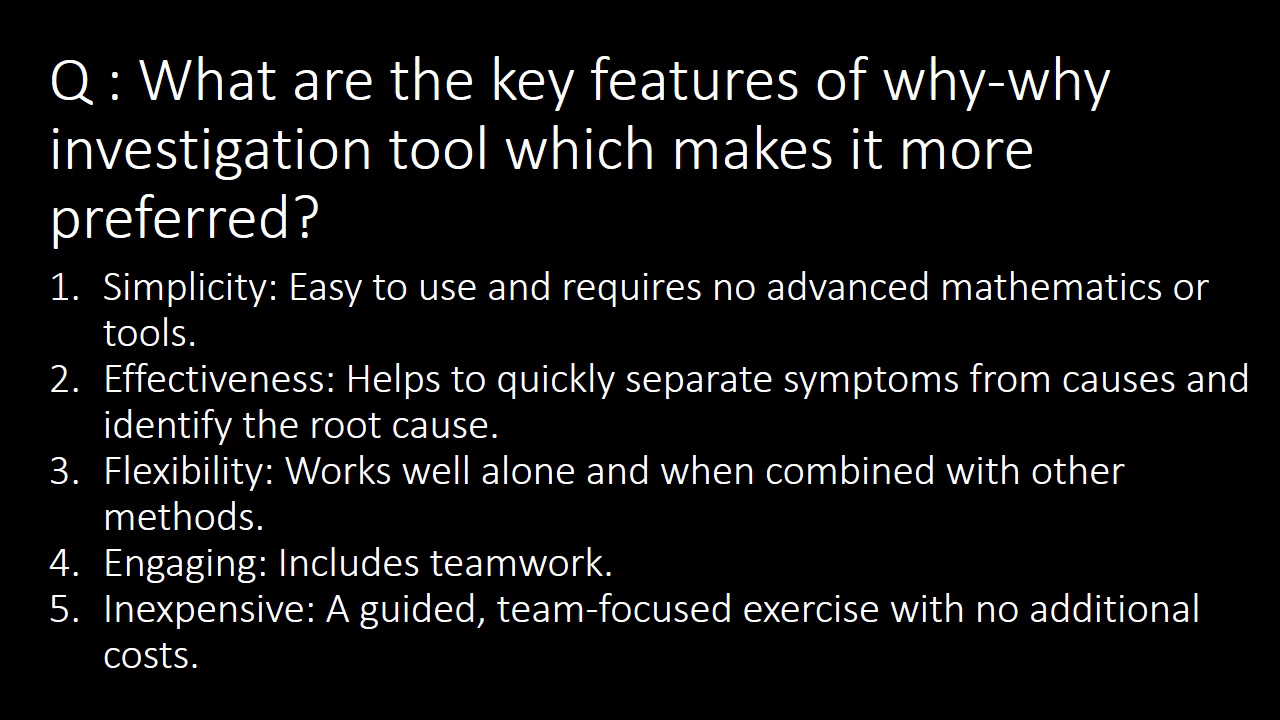 Q : What are the key features of why-why
investigation tool which makes it more
preferred?
1. Simplicity: Easy to use and requires no advanced mathematics or
tools.
2. Effectiveness: Helps to quickly separate symptoms from causes and
identify the root cause.
3. Flexibility: Works well alone and when combined with other
methods.
4. Engaging: Includes teamwork.
5. Inexpensive: A guided, team-focused exercise with no additional
costs.